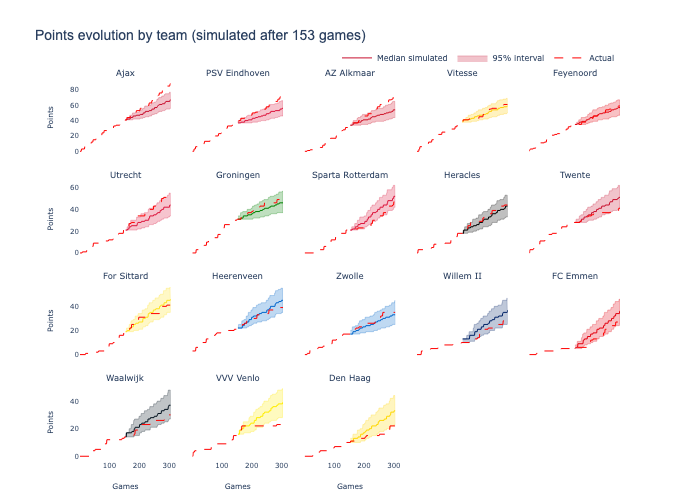 Points evolution by team (simulated after 153 games)
Median simulated 95% interval Actual
Ajax PSV Eindhoven AZ Alkmaar Vitesse Feyenoord
Points
80
60
40
20
0
Utrecht Groningen Sparta Rotterdam Heracles Twente
Points
60
40
20
0
For Sittard Heerenveen Zwolle Willem II FC Emmen
Points
40
20
0
Waalwijk VVV Venlo Den Haag
Points
40
20
0
100 200 300 100 200 300 100 200 300
Games Games Games